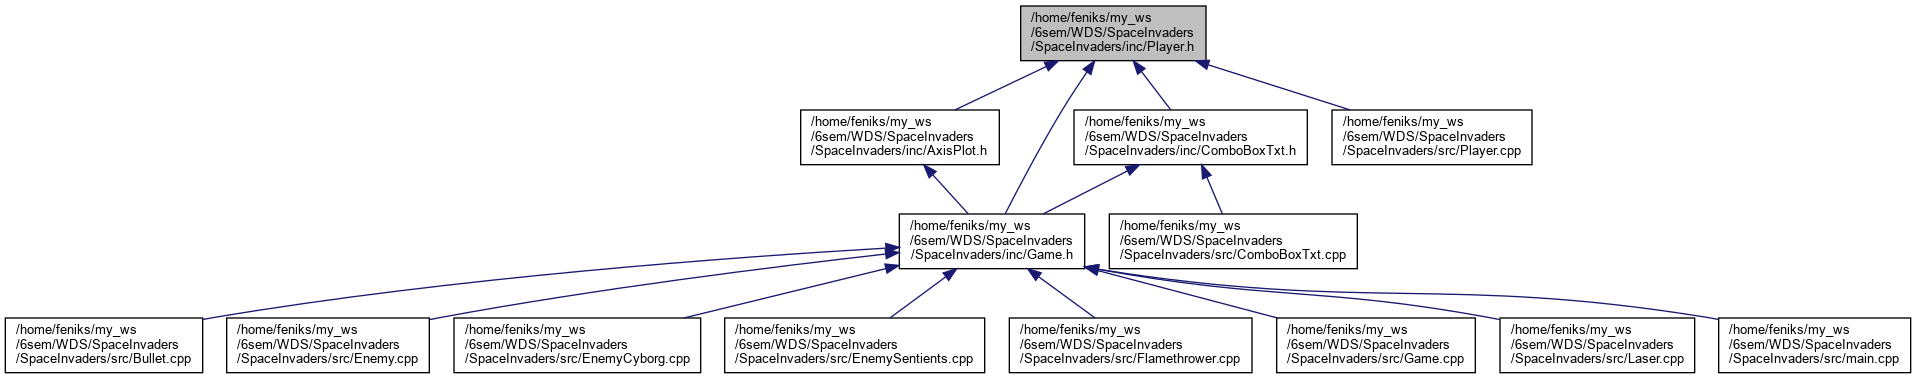 /home/feniks/my_ws
/6sem/WDS/SpaceInvaders
/SpaceInvaders/inc/Player.h
/home/feniks/my_ws
/6sem/WDS/SpaceInvaders
/SpaceInvaders/inc/AxisPlot.h
/home/feniks/my_ws
/6sem/WDS/SpaceInvaders
/SpaceInvaders/inc/ComboBoxTxt.h
/home/feniks/my_ws
/6sem/WDS/SpaceInvaders
/SpaceInvaders/src/Player.cpp
/home/feniks/my_ws
/6sem/WDS/SpaceInvaders
/SpaceInvaders/inc/Game.h
/home/feniks/my_ws
/6sem/WDS/SpaceInvaders
/SpaceInvaders/src/ComboBoxTxt.cpp
/home/feniks/my_ws
/6sem/WDS/SpaceInvaders
/SpaceInvaders/src/Bullet.cpp
/home/feniks/my_ws
/6sem/WDS/SpaceInvaders
/SpaceInvaders/src/Enemy.cpp
/home/feniks/my_ws
/6sem/WDS/SpaceInvaders
/SpaceInvaders/src/EnemyCyborg.cpp
/home/feniks/my_ws
/6sem/WDS/SpaceInvaders
/SpaceInvaders/src/EnemySentients.cpp
/home/feniks/my_ws
/6sem/WDS/SpaceInvaders
/SpaceInvaders/src/Flamethrower.cpp
/home/feniks/my_ws
/6sem/WDS/SpaceInvaders
/SpaceInvaders/src/Game.cpp
/home/feniks/my_ws
/6sem/WDS/SpaceInvaders
/SpaceInvaders/src/Laser.cpp
/home/feniks/my_ws
/6sem/WDS/SpaceInvaders
/SpaceInvaders/src/main.cpp